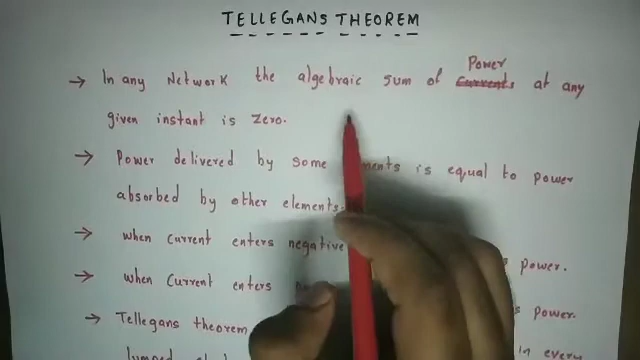 TELLEGANS THEOREM
→ In any Network the algebraic sum of Power at any
given instant is zero.
→ Power delivered by some is equal to power
absorbed by other elements.
→ when current enters negative power.
→ when current enters power.
→ Tellegans theorem
in every